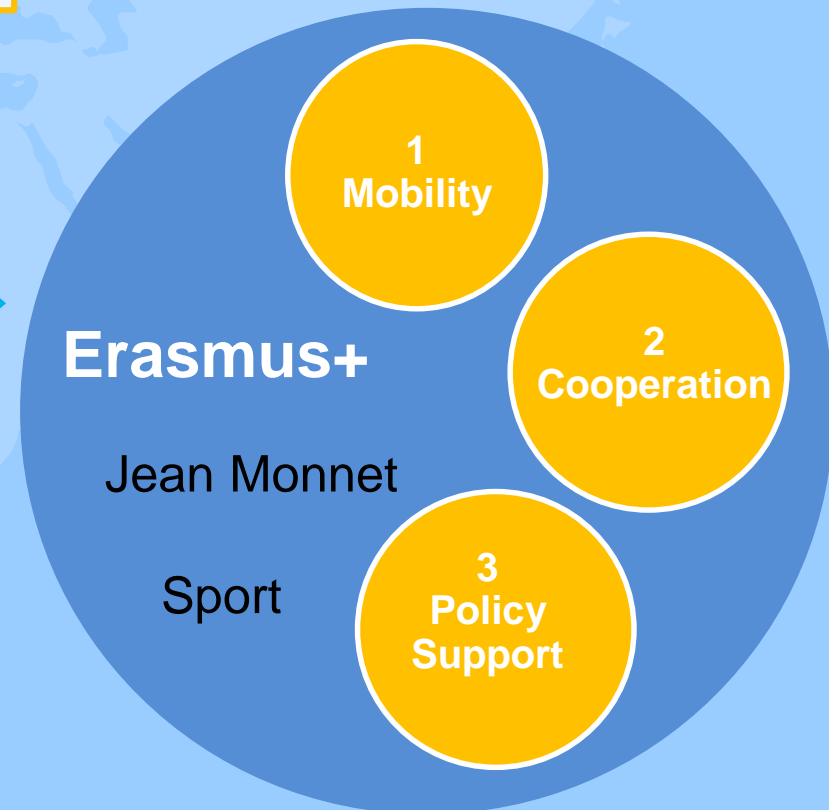 1
Mobility
2
Cooperation
Erasmus+
Jean Monnet
Sport
3
Policy
Support